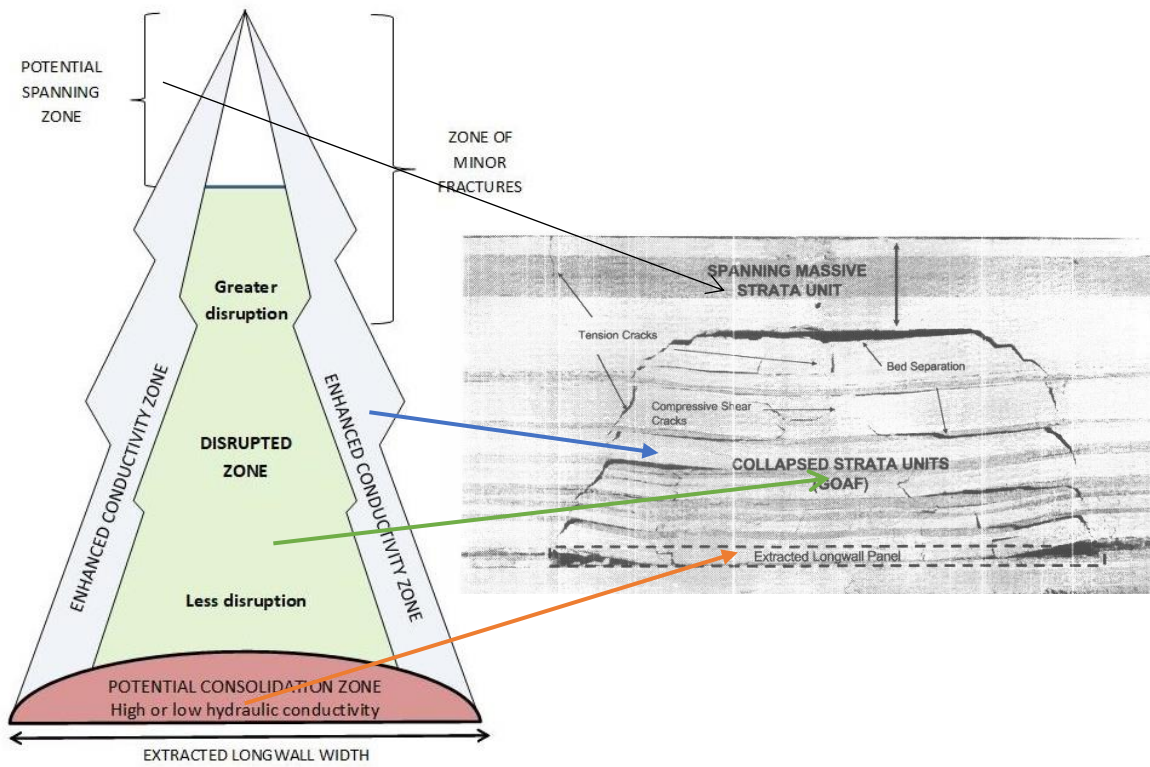 POTENTIAL
SPANNING
ZONE
ZONE OF
MINOR
FRACTURES
Greater
disruption
ENHANCED CONDUCTIVITY ZONE
DISRUPTED
ZONE
ENHANCED CONDUCTIVITY ZONE
Less disruption
POTENTIAL CONSOLIDATION ZONE
High or low hydraulic conductivity
EXTRACTED LONGWALL WIDTH
SPANNING MASSIVE
STRATA UNIT
Tension Cracks
Bed Separation
Compressive Shear
Cracks
COLLAPSED STRATA UNITS
(GOAF)
Extracted Longwall Panel